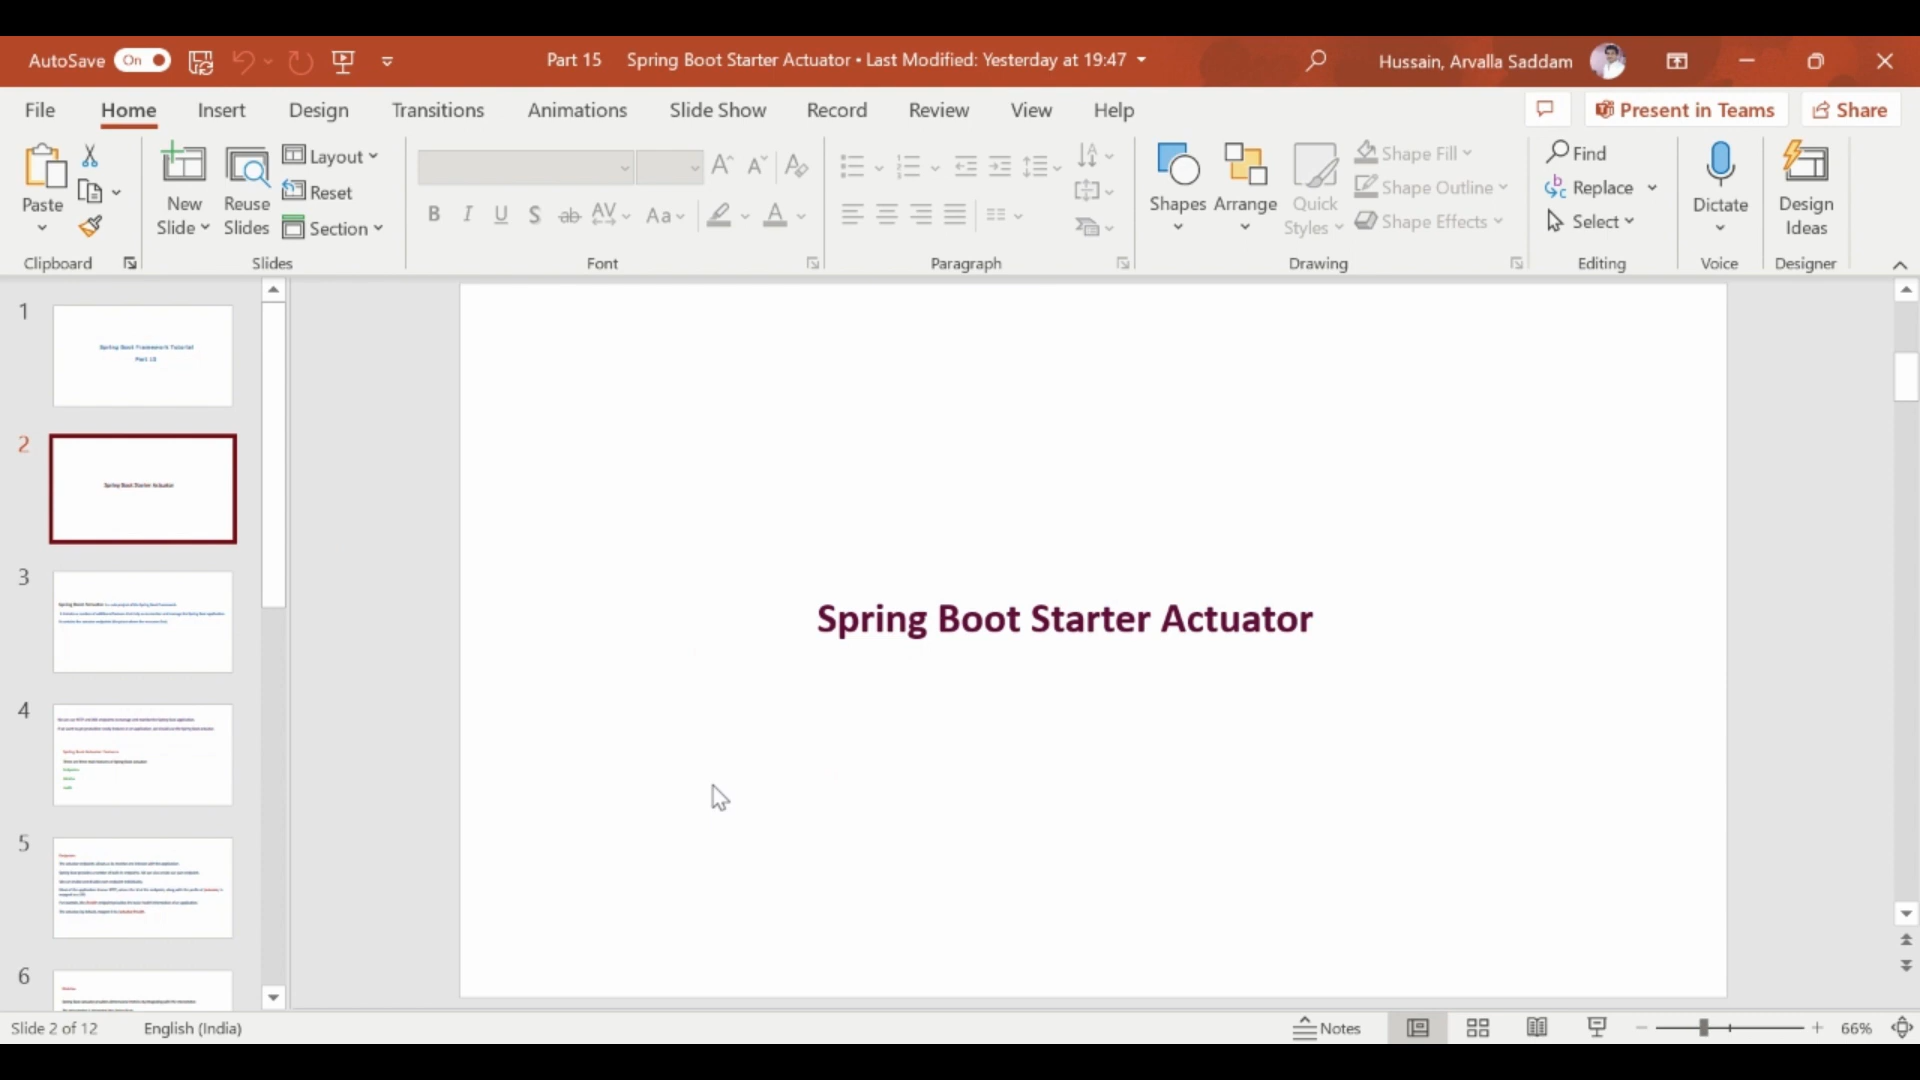 AutoSave On Part 15 Spring Boot Starter Actuator • Last Modified: Yesterday at 19:47 Hussain, Arvalla Saddam
File Home Insert Design Transitions Animations Slide Show Record Review View Help Present in Teams Share
Paste
New Slide
Reuse Slides
Layout
Reset
Section
Shapes
Arrange
Quick Styles
Shape Fill
Shape Outline
Shape Effects
Find
Replace
Select
Dictate
Design Ideas
Clipboard Slides Font Paragraph Drawing Editing Voice Designer
1
Spring Boot Framework Tutorial
Part 15
2
Spring Boot Starter Actuator
3
4
5
6
Spring Boot Starter Actuator
Slide 2 of 12 English (India) Notes 66%